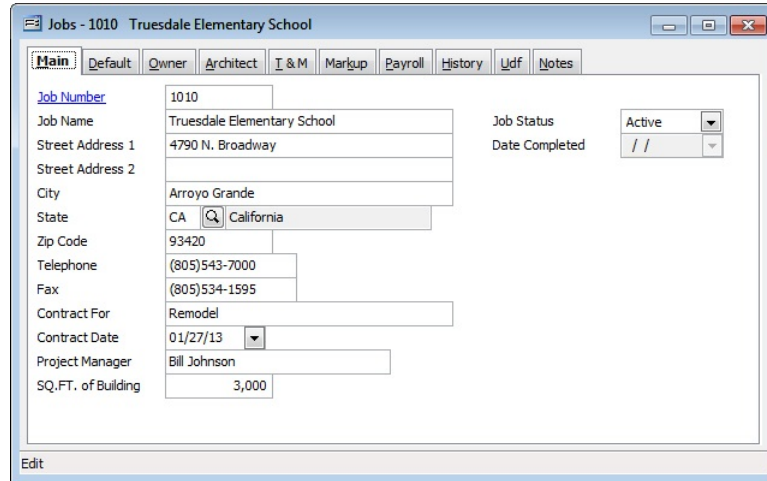 Jobs - 1010 Truesdale Elementary School
Main Default Owner Architect T & M Markup Payroll History Udf Notes
Job Number 1010
Job Name Truesdale Elementary School Job Status Active
Street Address 1 4790 N. Broadway Date Completed / /
Street Address 2
City Arroyo Grande
State CA California
Zip Code 93420
Telephone (805)543-7000
Fax (805)534-1595
Contract For Remodel
Contract Date 01/27/13
Project Manager Bill Johnson
SQ.FT. of Building 3,000
Edit